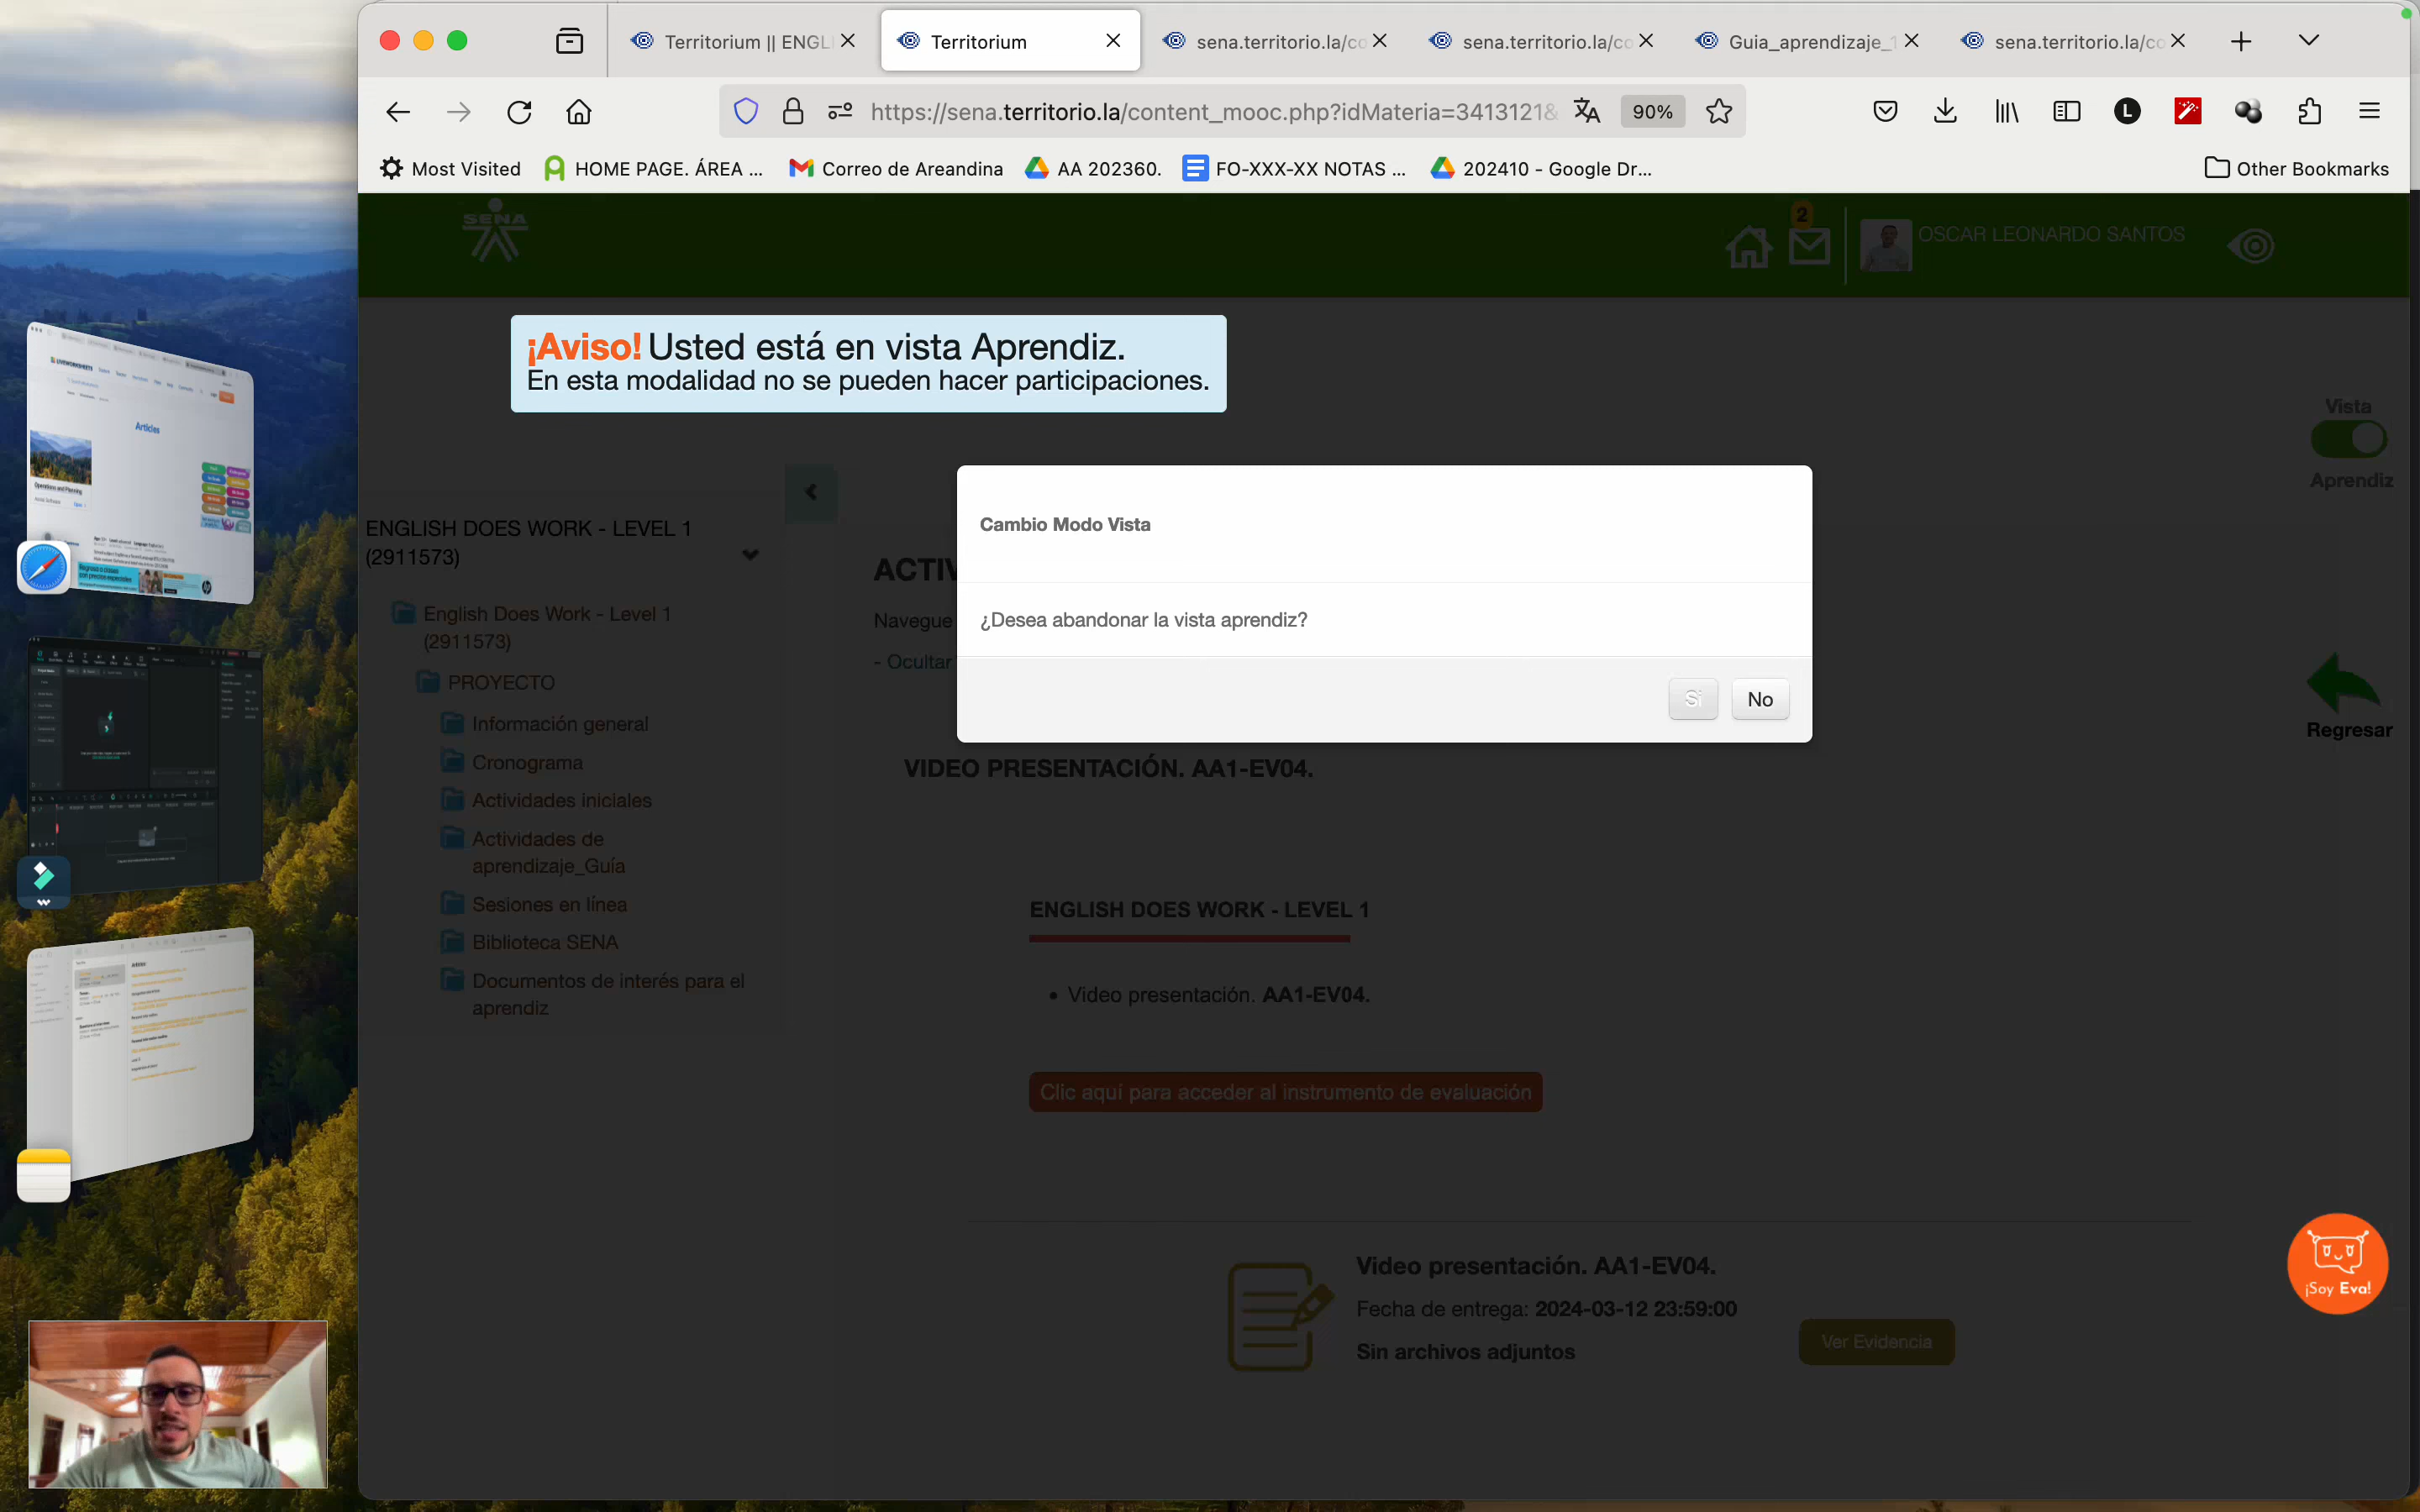 Territorium || ENGL
Territorium
sena.territorio.la/co
sena.territorio.la/co
Guia_aprendizaje_1
sena.territorio.la/co
https://sena.territorio.la/content_mooc.php?idMateria=3413121&
90%
Most Visited
HOME PAGE. ÁREA ...
Correo de Areandina
AA 202360.
FO-XXX-XX NOTAS ...
202410 - Google Dr...
Other Bookmarks
SENA
2
OSCAR LEONARDO SANTOS
¡Aviso! Usted está en vista Aprendiz.
En esta modalidad no se pueden hacer participaciones.
Vista
Aprendiz
ENGLISH DOES WORK - LEVEL 1
(2911573)
English Does Work - Level 1
(2911573)
PROYECTO
Información general
Cronograma
Actividades iniciales
Actividades de
aprendizaje_Guía
Sesiones en línea
Biblioteca SENA
Documentos de interés para el
aprendiz
ACTIV
Navegue
- Ocultar
Cambio Modo Vista
¿Desea abandonar la vista aprendiz?
Si
No
Regresar
VIDEO PRESENTACIÓN. AA1-EV04.
ENGLISH DOES WORK - LEVEL 1
• Video presentación. AA1-EV04.
Clic aquí para acceder al instrumento de evaluación
Video presentación. AA1-EV04.
Fecha de entrega: 2024-03-12 23:59:00
Sin archivos adjuntos
Ver Evidencia
¡Soy Eva!
Articles